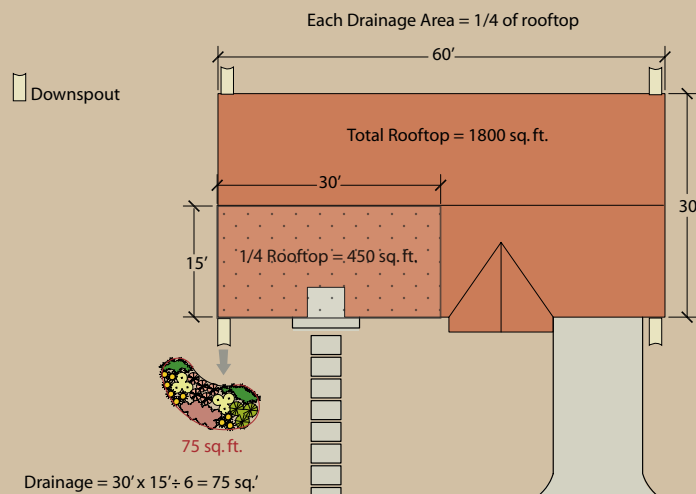 Each Drainage Area = 1/4 of rooftop
60′
Downspout
Total Rooftop = 1800 sq. ft.
30′
30
15′
1/4 Rooftop = 450 sq. ft.
75 sq. ft.
Drainage = 30′ x 15′ ÷ 6 = 75 sq.′